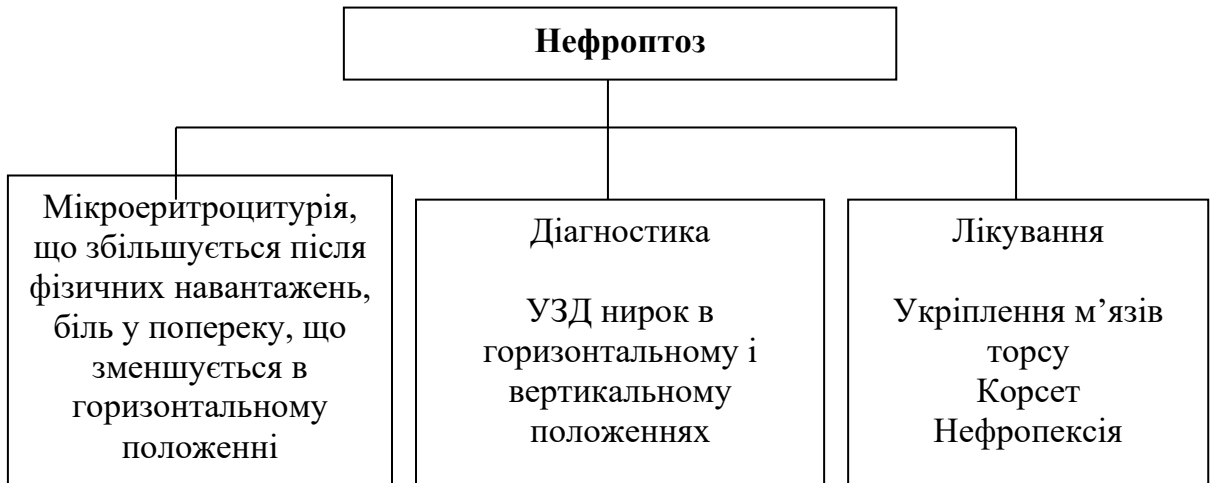 Нефроптоз
Мікроеритроцитурія,
що збільшується після
фізичних навантажень,
біль у попереку, що
зменшується в
горизонтальному
положенні
Діагностика
УЗД нирок в
горизонтальному і
вертикальному
положеннях
Лікування
Укріплення м’язів
торсу
Корсет
Нефропексія